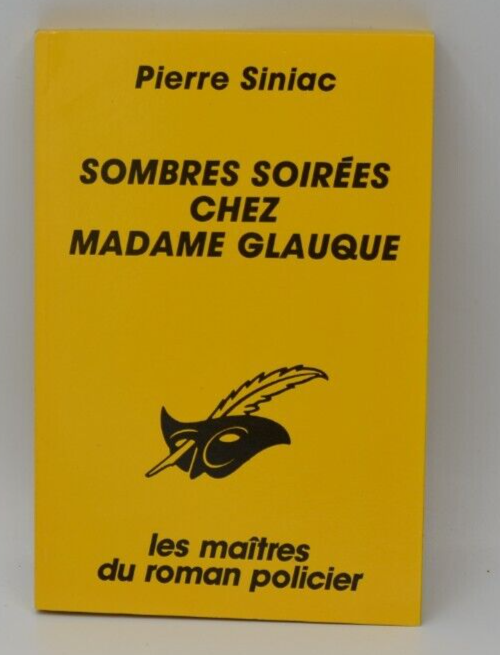 Pierre Siniac
SOMBRES SOIRÉES
CHEZ
MADAME GLAUQUE
les maîtres
du roman policier